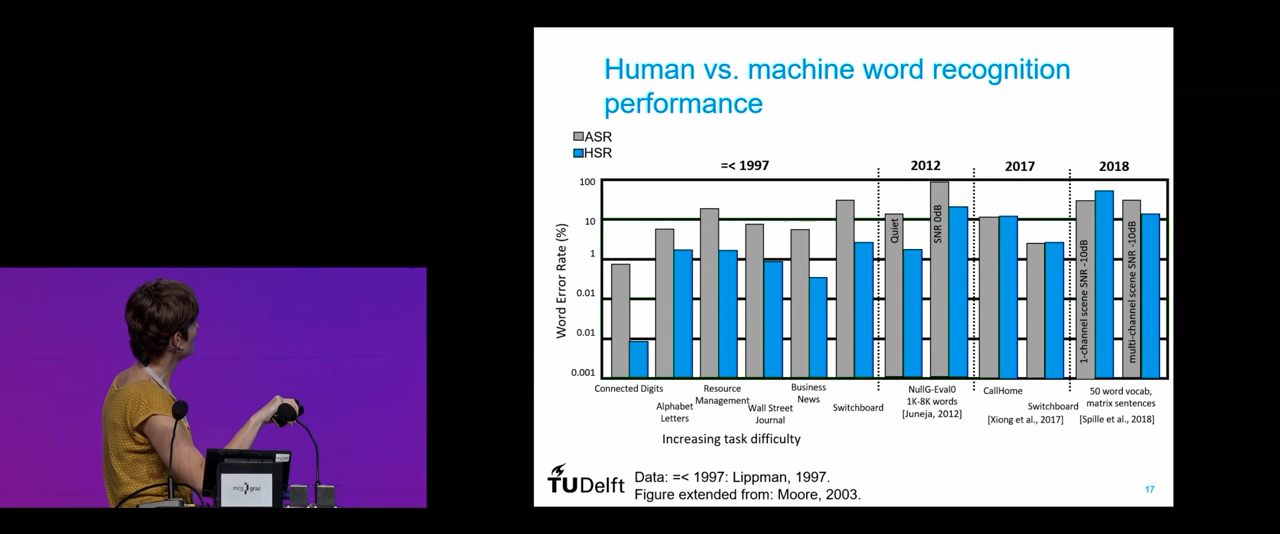 Human vs. machine word recognition
performance
ASR
HSR
=< 1997
2012
2017
2018
Word Error Rate (%)
100
10
1
0.01
0.01
0.001
Quiet
SNR 0dB
1-channel scene SNR -10dB
multi-channel scene SNR -10dB
Connected Digits
Alphabet
Letters
Resource
Management
Wall Street
Journal
Business
News
Switchboard
NullG-Eval0
1K-8K words
[Juneja, 2012]
CallHome
Switchboard
[Xiong et al., 2017]
50 word vocab,
matrix sentences
[Spille et al., 2018]
Increasing task difficulty
TUDelft
Data: =< 1997: Lippman, 1997.
Figure extended from: Moore, 2003.
17
mcg graz